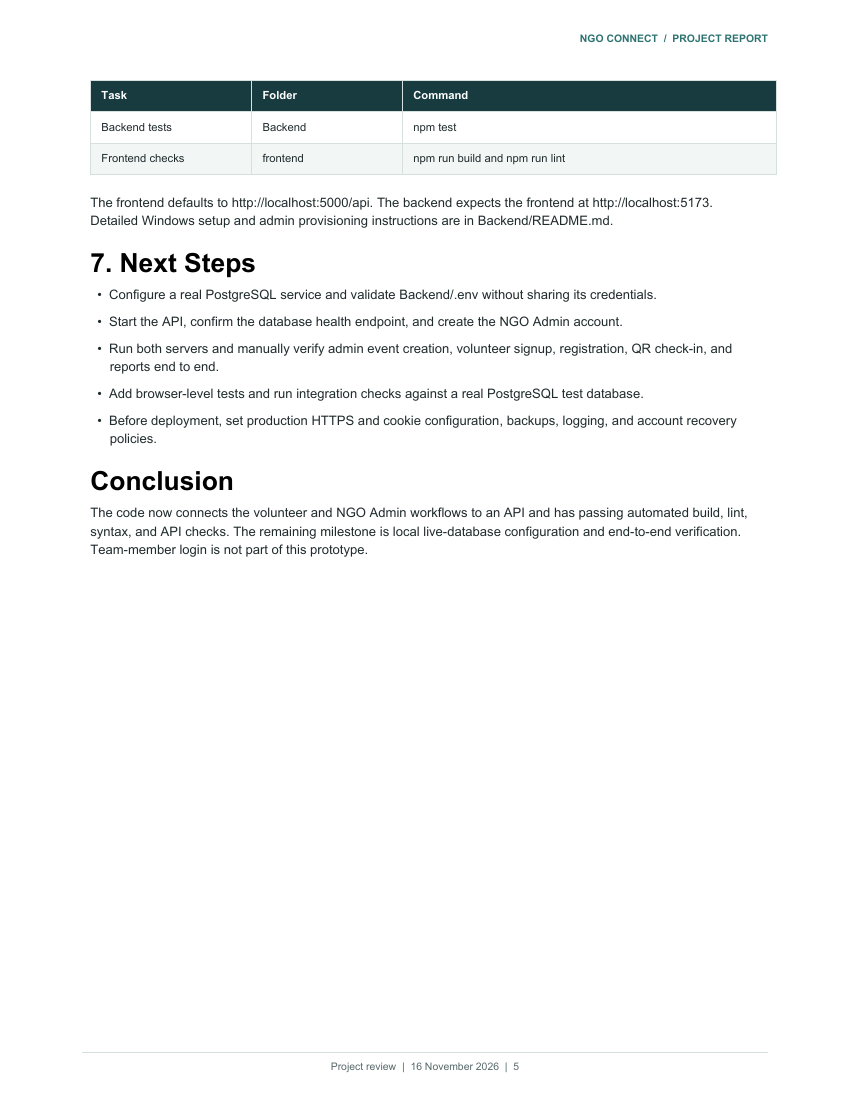 NGO CONNECT / PROJECT REPORT
Task Folder Command
Backend tests Backend npm test
Frontend checks frontend npm run build and npm run lint
The frontend defaults to http://localhost:5000/api. The backend expects the frontend at http://localhost:5173.
Detailed Windows setup and admin provisioning instructions are in Backend/README.md.
7. Next Steps
• Configure a real PostgreSQL service and validate Backend/.env without sharing its credentials.
• Start the API, confirm the database health endpoint, and create the NGO Admin account.
• Run both servers and manually verify admin event creation, volunteer signup, registration, QR check-in, and
reports end to end.
• Add browser-level tests and run integration checks against a real PostgreSQL test database.
• Before deployment, set production HTTPS and cookie configuration, backups, logging, and account recovery
policies.
Conclusion
The code now connects the volunteer and NGO Admin workflows to an API and has passing automated build, lint,
syntax, and API checks. The remaining milestone is local live-database configuration and end-to-end verification.
Team-member login is not part of this prototype.
Project review | 16 November 2026 | 5